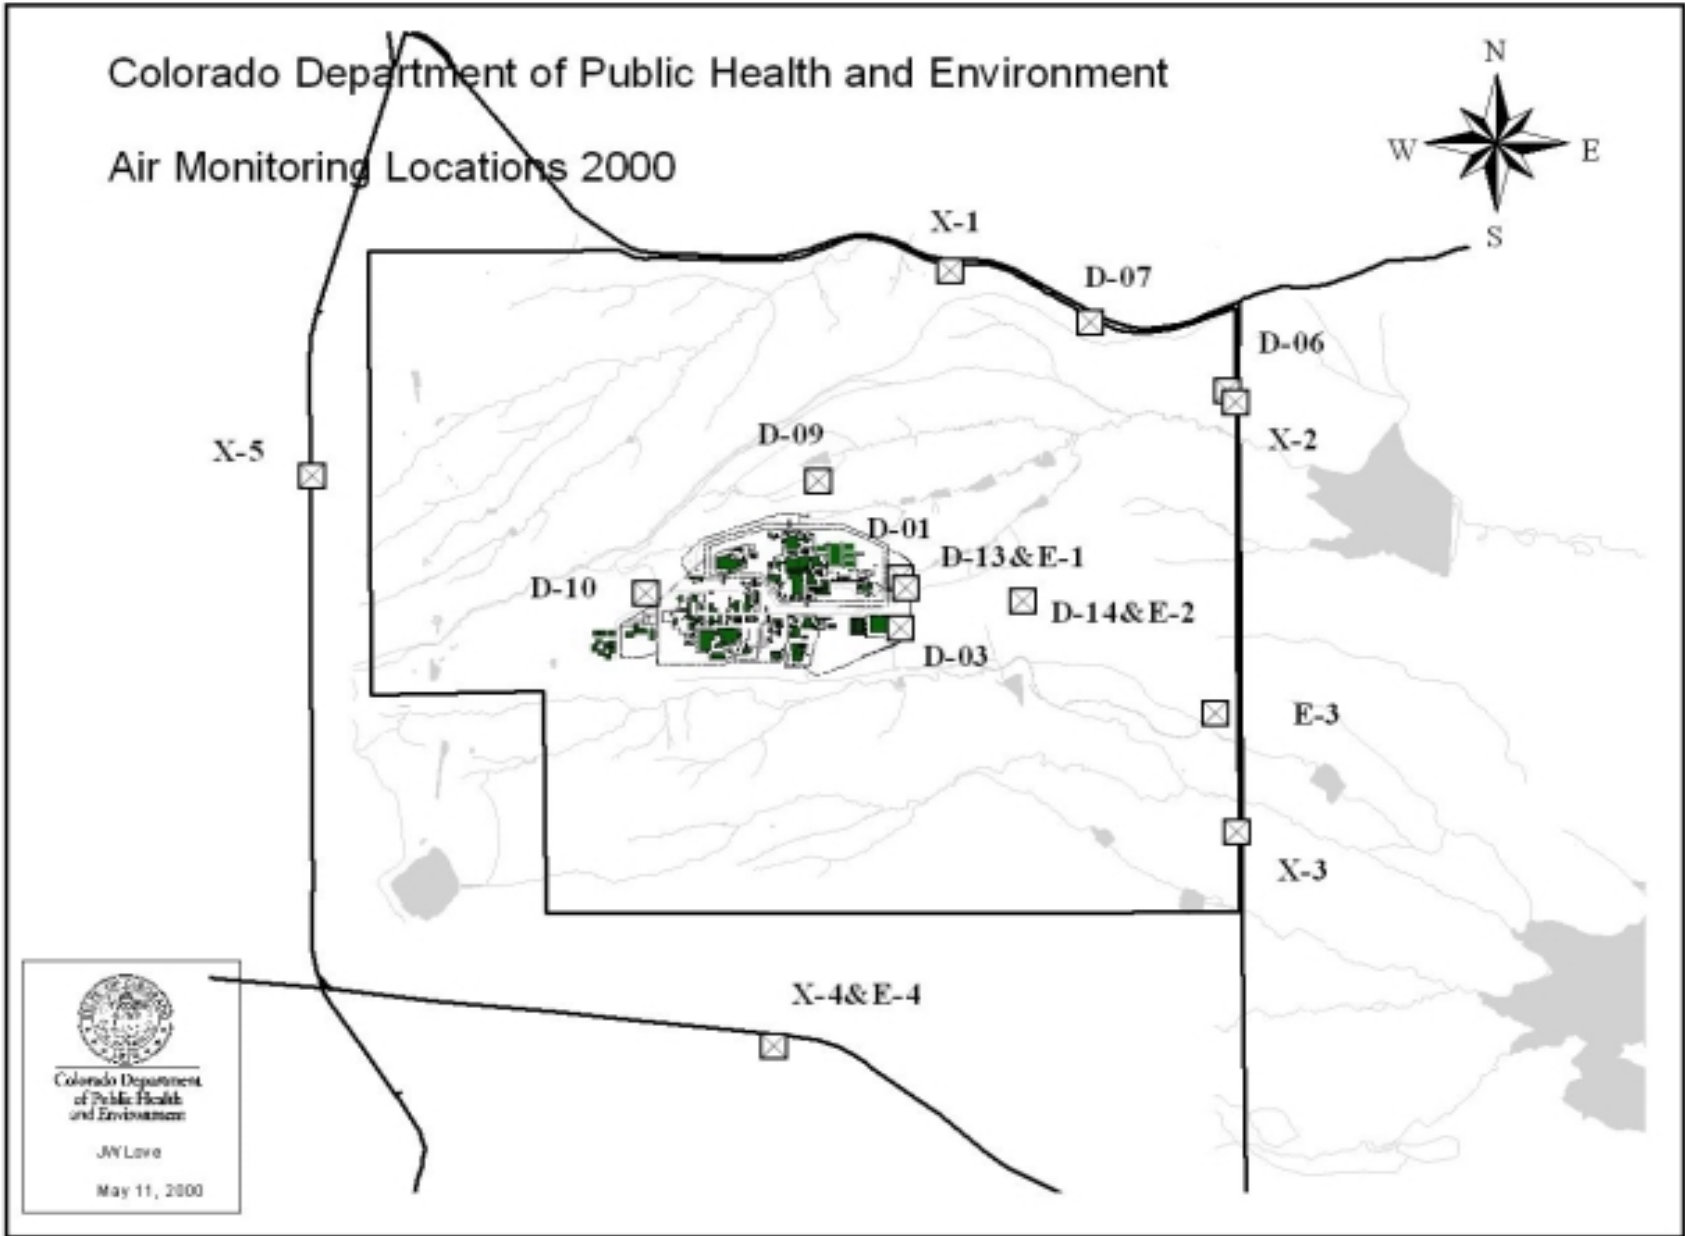 Colorado Department of Public Health and Environment
Air Monitoring Locations 2000
N
W
E
S
X-1
D-07
D-06
X-2
D-09
X-5
D-01
D-13&E-1
D-10
D-14&E-2
D-03
E-3
X-3
X-4&E-4
Colorado Department
of Public Health
and Environment
JW Love
May 11, 2000